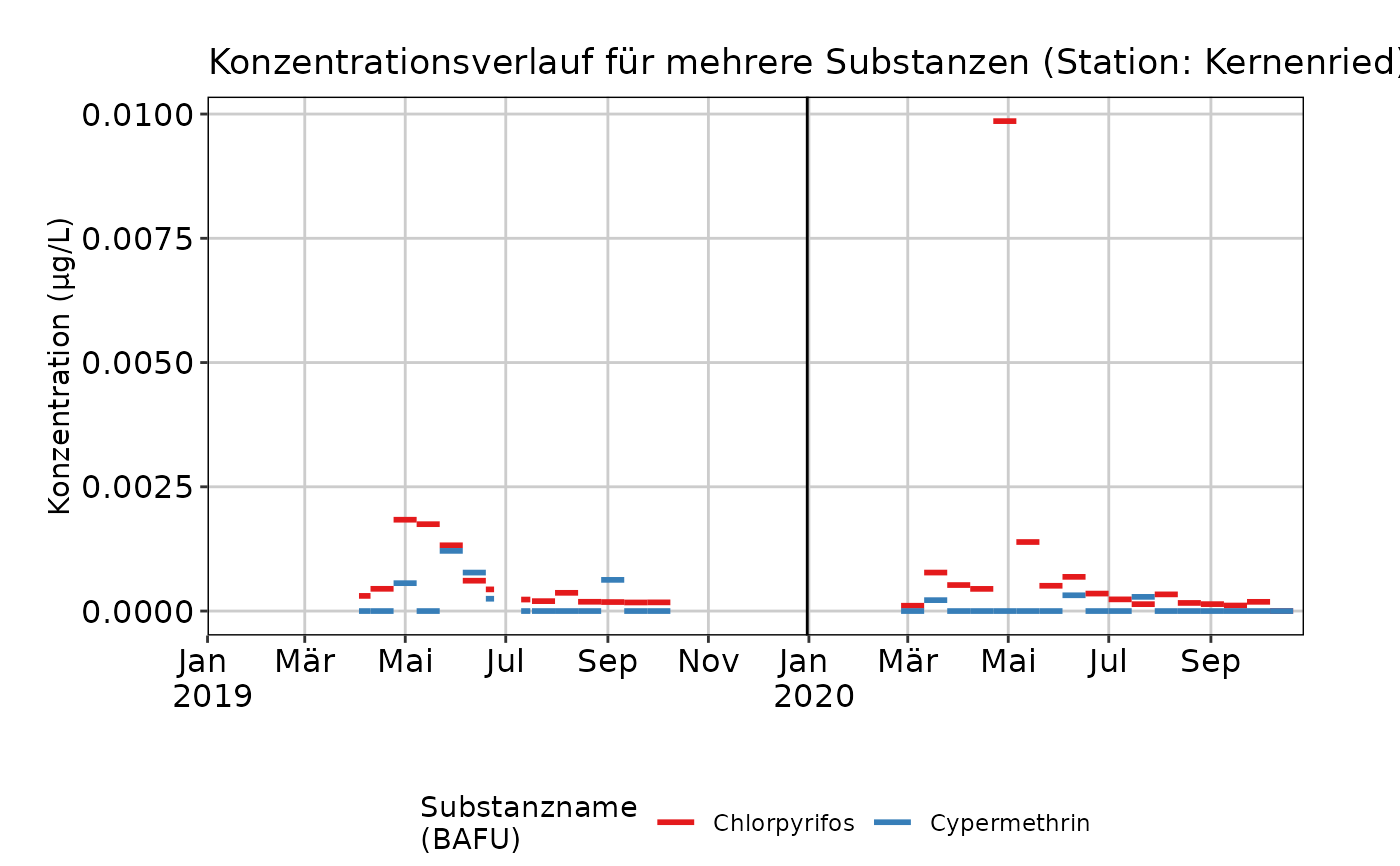 Konzentrationsverlauf für mehrere Substanzen (Station: Kernenried)
Konzentration (µg/L)
0.0100
0.0075
0.0050
0.0025
0.0000
Jan Mär Mai Jul Sep Nov Jan Mär Mai Jul Sep
2019 2020
Substanzname
(BAFU)
Chlorpyrifos Cypermethrin